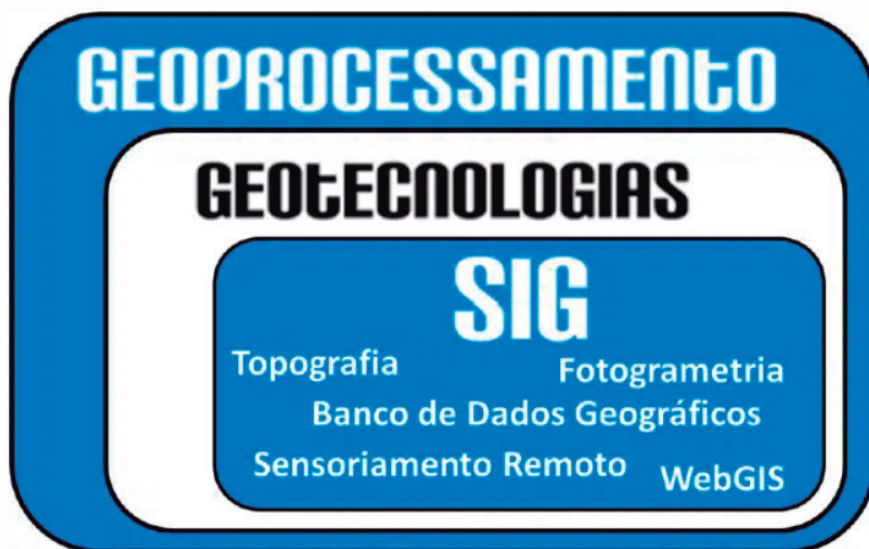 GEOPROCESSAMENTO
GEOTECNOLOGIAS
SIG
Topografia
Fotogrametria
Banco de Dados Geográficos
Sensoriamento Remoto
WebGIS